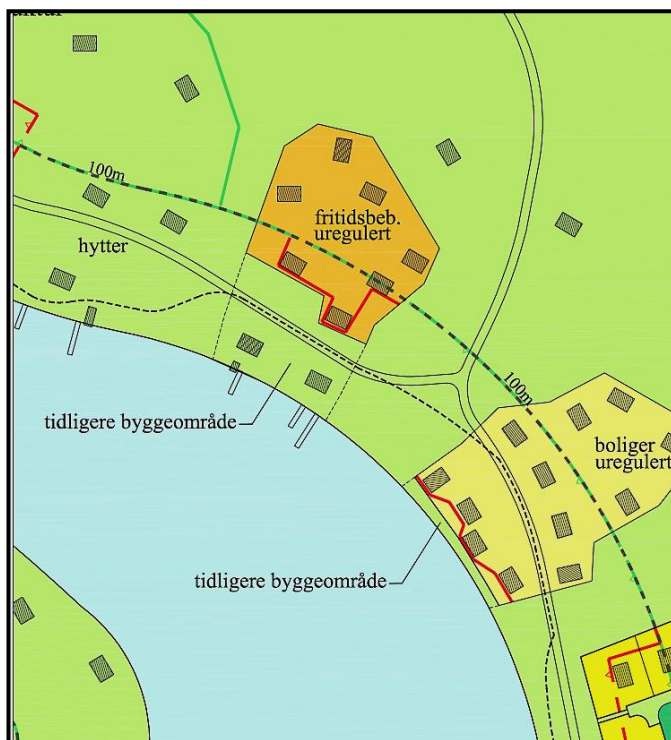 100m
fritidsbeb.
uregulert
hytter
100m
tidligere byggeområde
boliger
uregulert
tidligere byggeområde